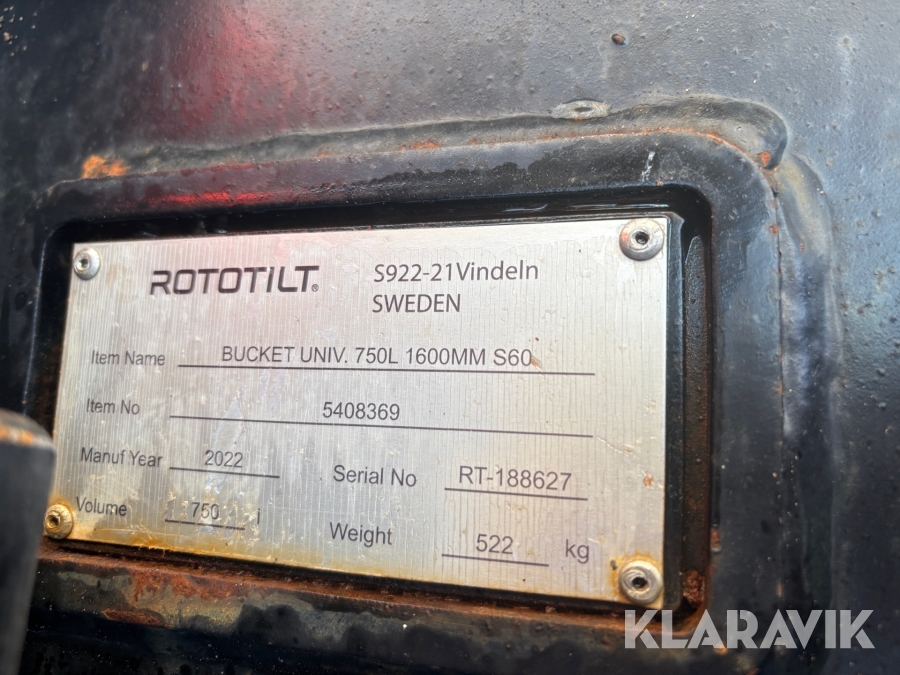 ROTOTILT®
S922-21Vindeln
SWEDEN
Item Name BUCKET UNIV. 750L 1600MM S60
Item No 5408369
Manuf Year 2022
Serial No RT-188627
Volume 750 l
Weight 522 kg
KLARAVIK